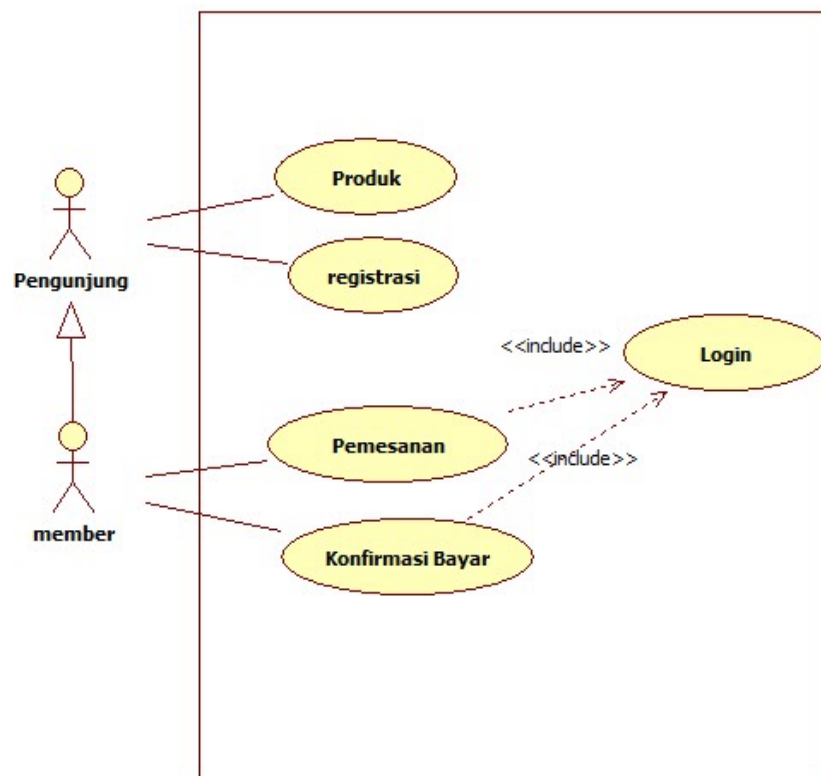 Produk
Pengunjung
registrasi
<<include>>
Login
Pemesanan
<<include>>
member
Konfirmasi Bayar